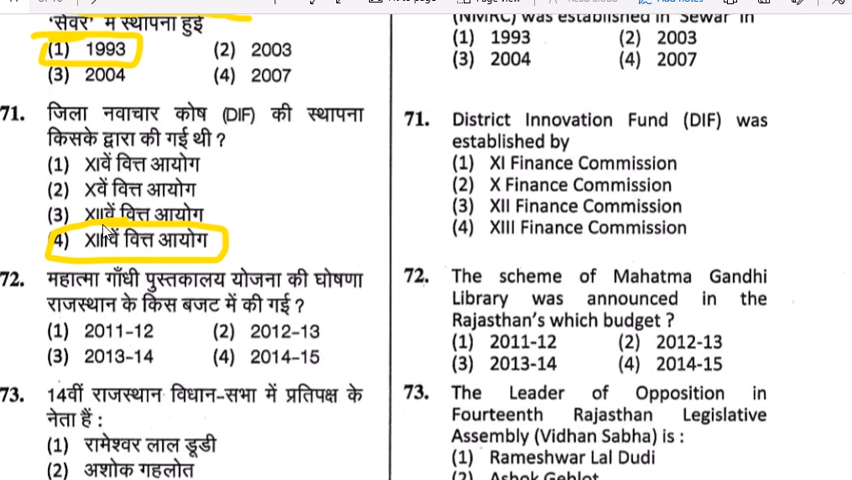 'सेवर' म स्थापना हुई
(1) 1993 (2) 2003
(3) 2004 (4) 2007
71. जिला नवाचार कोष (DIF) की स्थापना
किसके द्वारा की गई थी ?
(1) XIवें वित्त आयोग
(2) Xवें वित्त आयोग
(3) XIIवें वित्त आयोग
4) XIIIवें वित्त आयोग
72. महात्मा गाँधी पुस्तकालय योजना की घोषणा
राजस्थान के किस बजट में की गई ?
(1) 2011-12 (2) 2012-13
(3) 2013-14 (4) 2014-15
73. 14वीं राजस्थान विधान-सभा में प्रतिपक्ष के
नेता हैं :
(1) रामेश्वर लाल डूडी
(2) अशोक गहलोत
(NMRC) was established in 'Sewar' in
(1) 1993 (2) 2003
(3) 2004 (4) 2007
71. District Innovation Fund (DIF) was
established by
(1) XI Finance Commission
(2) X Finance Commission
(3) XII Finance Commission
(4) XIII Finance Commission
72. The scheme of Mahatma Gandhi
Library was announced in the
Rajasthan's which budget ?
(1) 2011-12 (2) 2012-13
(3) 2013-14 (4) 2014-15
73. The Leader of Opposition in
Fourteenth Rajasthan Legislative
Assembly (Vidhan Sabha) is :
(1) Rameshwar Lal Dudi
(2) Ashok Gehlot